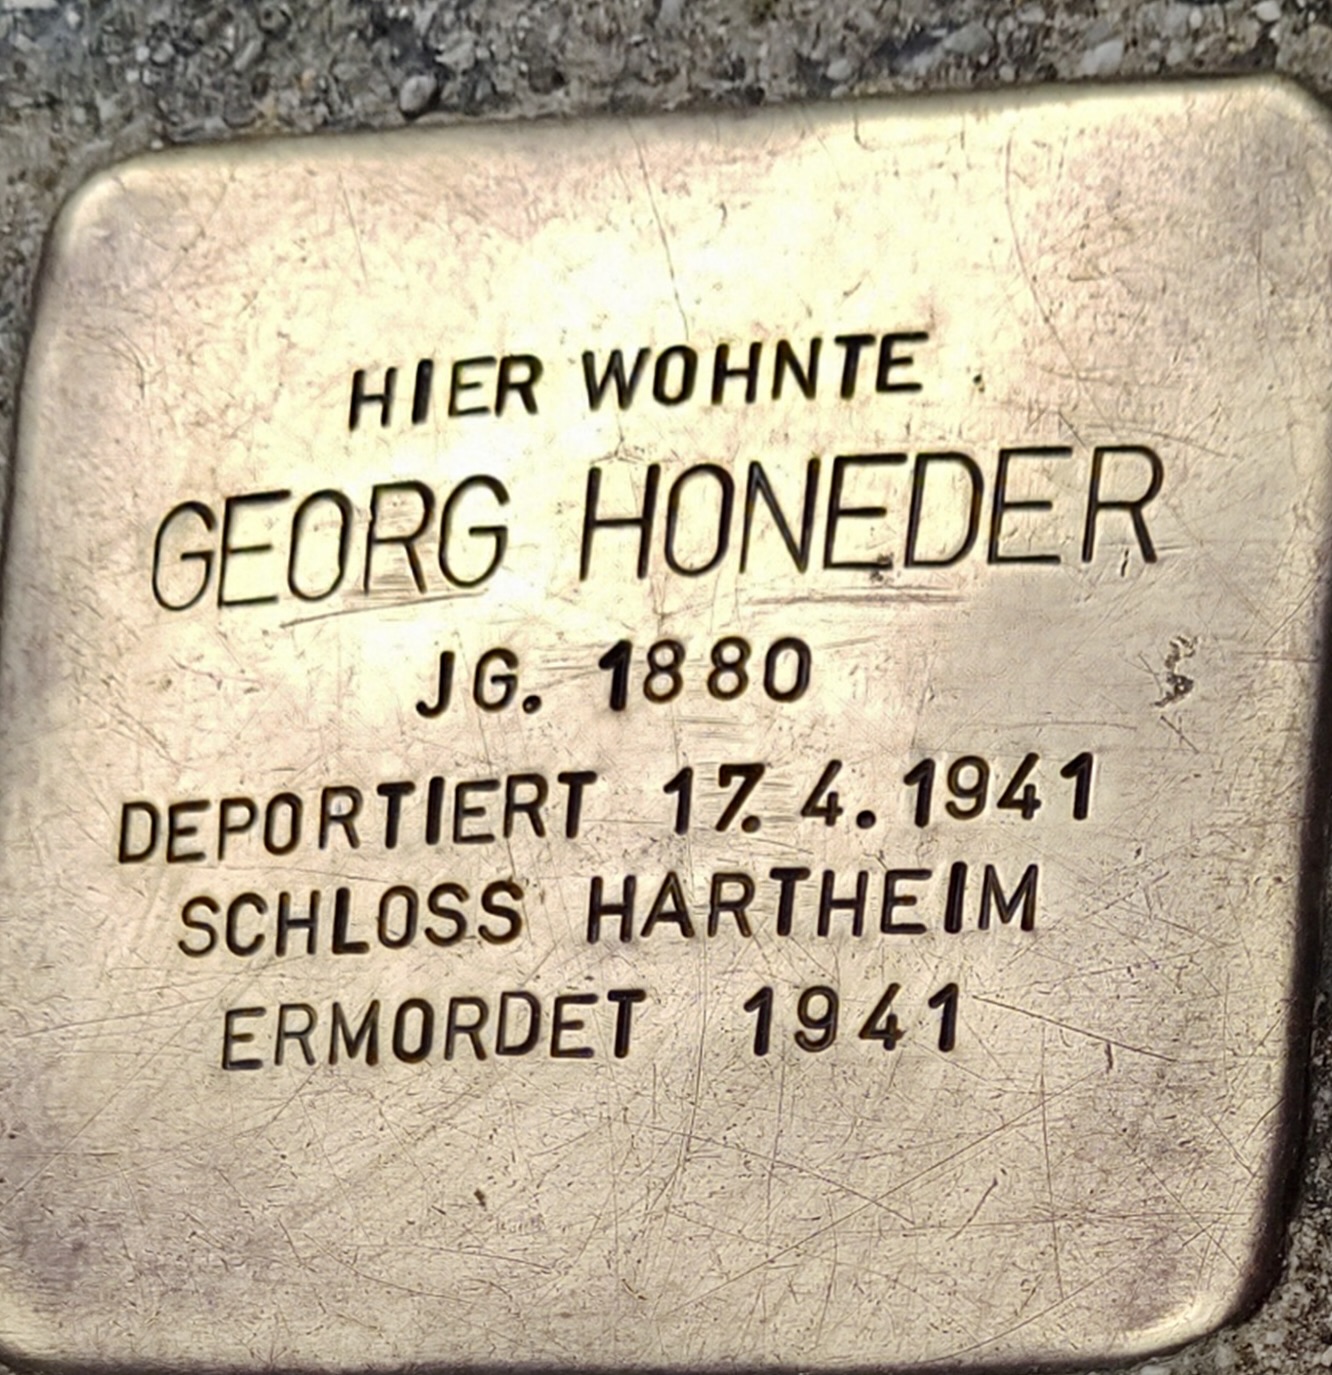 HIER WOHNTE
GEORG HONEDER
JG. 1880
DEPORTIERT 17. 4. 1941
SCHLOSS HARTHEIM
ERMORDET 1941